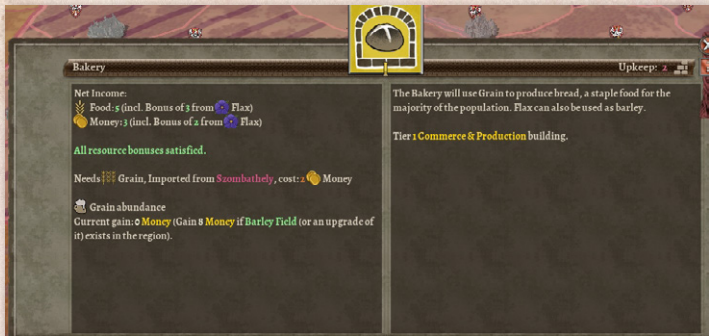 Bakery
Upkeep: 2
Net Income:
Food: 5 (incl. Bonus of 3 from Flax)
Money: 3 (incl. Bonus of 2 from Flax)
All resource bonuses satisfied.
Needs Grain, Imported from Szombathely, cost: 2 Money
Grain abundance
Current gain: 0 Money (Gain 8 Money if Barley Field (or an upgrade of
it) exists in the region).
The Bakery will use Grain to produce bread, a staple food for the
majority of the population. Flax can also be used as barley.
Tier 1 Commerce & Production building.